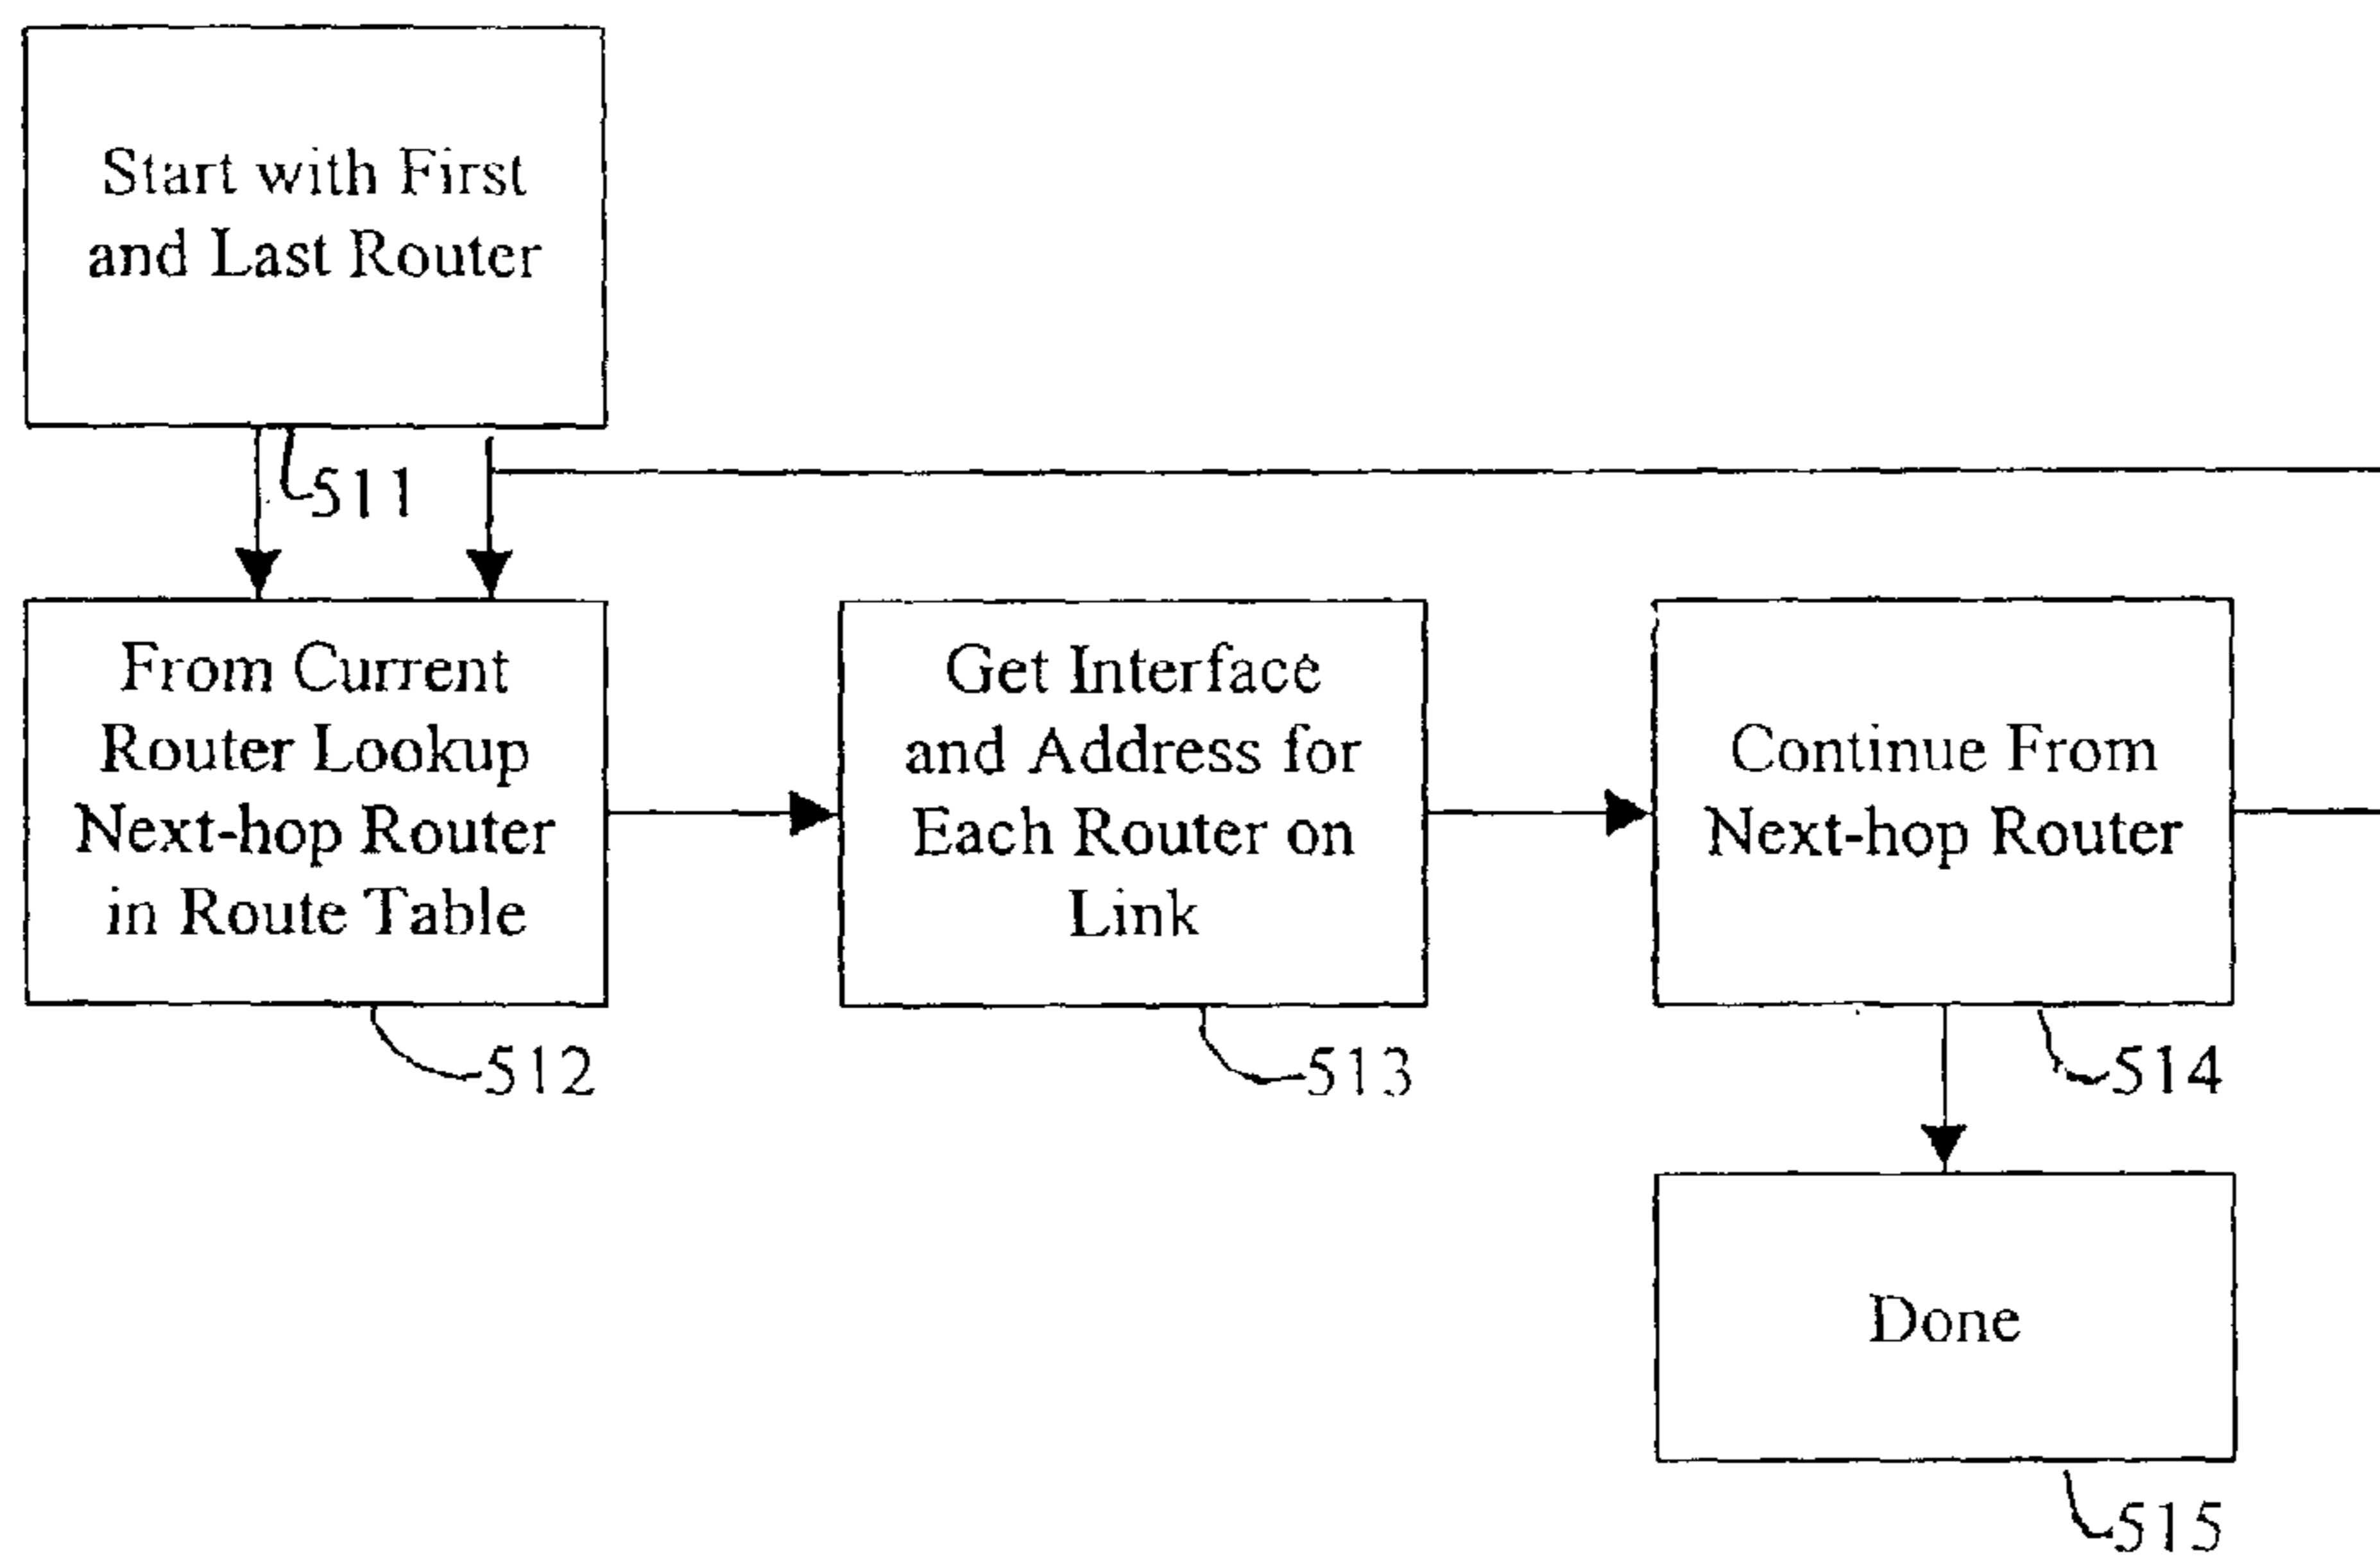 Start with First
and Last Router
511
From Current
Router Lookup
Next-hop Router
in Route Table
512
Get Interface
and Address for
Each Router on
Link
513
Continue From
Next-hop Router
514
Done
515